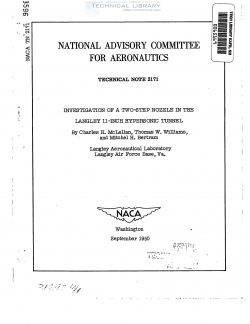 TECHNICAL LIBRARY
NATIONAL ADVISORY COMMITTEE
FOR AERONAUTICS
TECHNICAL NOTE 2171
INVESTIGATION OF A TWO-STEP NOZZLE IN THE
LANGLEY 11-INCH HYPERSONIC TUNNEL
By Charles H. McLellan, Thomas W. Williams,
and Mitchel H. Bertram
Langley Aeronautical Laboratory
Langley Air Force Base, Va.
NACA
Washington
September 1950